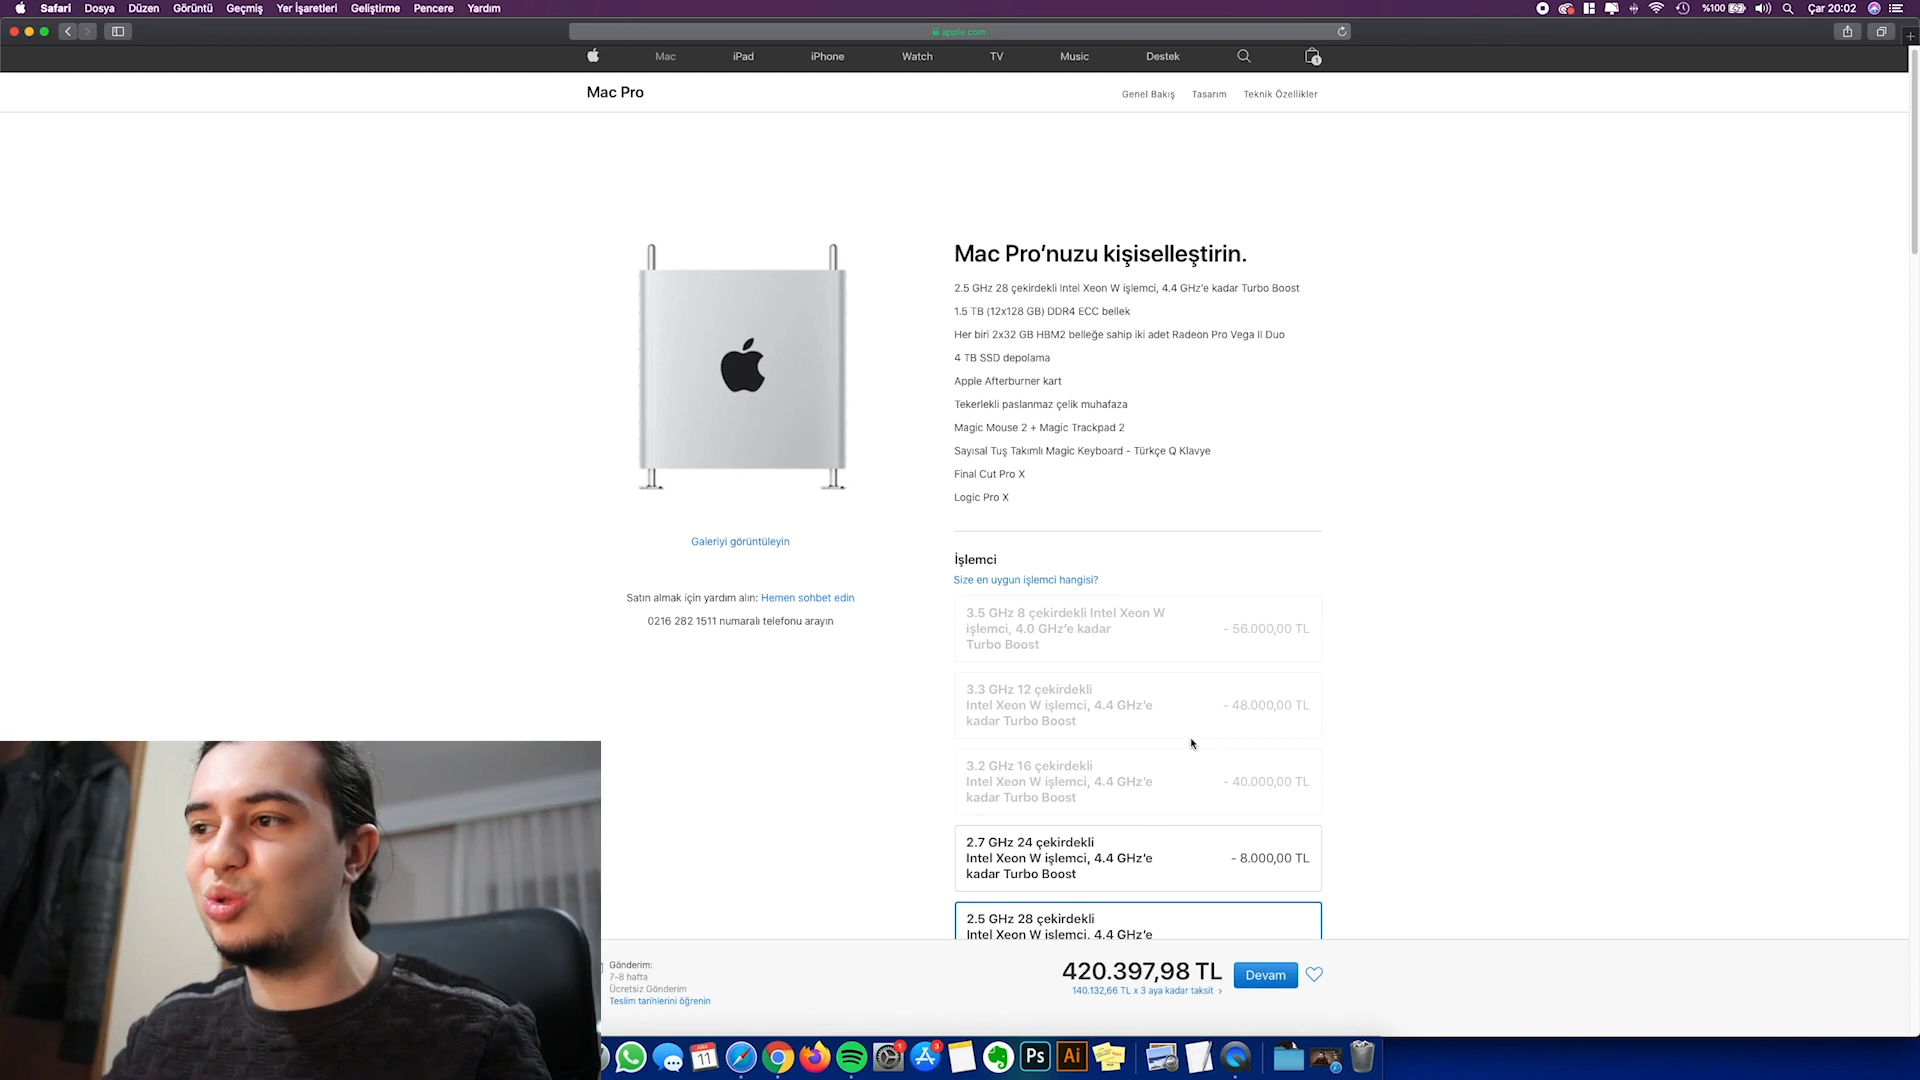 Safari Dosya Düzen Görüntü Geçmiş Yer İşaretleri Geliştirme Pencere Yardım
%100 Çar 20:02
apple.com
Mac iPad iPhone Watch TV Music Destek 1
Mac Pro
Genel Bakış Tasarım Teknik Özellikler
Mac Pro’nuzu kişiselleştirin.
2.5 GHz 28 çekirdekli Intel Xeon W işlemci, 4.4 GHz’e kadar Turbo Boost
1.5 TB (12x128 GB) DDR4 ECC bellek
Her biri 2x32 GB HBM2 belleğe sahip iki adet Radeon Pro Vega II Duo
4 TB SSD depolama
Apple Afterburner kart
Tekerlekli paslanmaz çelik muhafaza
Magic Mouse 2 + Magic Trackpad 2
Sayısal Tuş Takımlı Magic Keyboard - Türkçe Q Klavye
Final Cut Pro X
Logic Pro X
Galeriyi görüntüleyin
Satın almak için yardım alın: Hemen sohbet edin
0216 282 1511 numaralı telefonu arayın
İşlemci
Size en uygun işlemci hangisi?
3.5 GHz 8 çekirdekli Intel Xeon W
işlemci, 4.0 GHz’e kadar
Turbo Boost
- 56.000,00 TL
3.3 GHz 12 çekirdekli
Intel Xeon W işlemci, 4.4 GHz’e
kadar Turbo Boost
- 48.000,00 TL
3.2 GHz 16 çekirdekli
Intel Xeon W işlemci, 4.4 GHz’e
kadar Turbo Boost
- 40.000,00 TL
2.7 GHz 24 çekirdekli
Intel Xeon W işlemci, 4.4 GHz’e
kadar Turbo Boost
- 8.000,00 TL
2.5 GHz 28 çekirdekli
Intel Xeon W işlemci, 4.4 GHz’e
Gönderim:
7-8 hafta
Ücretsiz Gönderim
Teslim tarihlerini öğrenin
420.397,98 TL
140.132,66 TL x 3 aya kadar taksit >
Devam
ARA
11
1
3
Ps
Ai